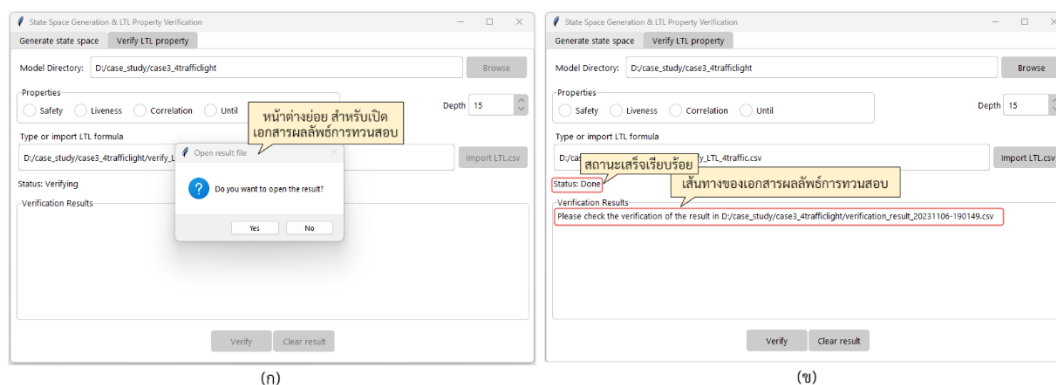 State Space Generation & LTL Property Verification
Generate state space Verify LTL property
Model Directory: D:/case_study/case3_4trafficlight Browse
Properties
Safety Liveness Correlation Until Depth 15
หน้าต่างย่อย สำหรับเปิด
เอกสารผลลัพธ์การทวนสอบ
Type or import LTL formula
D:/case_study/case3_4trafficlight/verify_L Import LTL.csv
Open result file
Do you want to open the result?
Yes No
Status: Verifying
Verification Results
Verify Clear result
(ก)
State Space Generation & LTL Property Verification
Generate state space Verify LTL property
Model Directory: D:/case_study/case3_4trafficlight Browse
Properties
Safety Liveness Correlation Until Depth 15
Type or import LTL formula
D:/ca y_LTL_4traffic.csv Import LTL.csv
สถานะเสร็จเรียบร้อย
Status: Done
เส้นทางของเอกสารผลลัพธ์การทวนสอบ
Verification Results
Please check the verification of the result in D:/case_study/case3_4trafficlight/verification_result_20231106-190149.csv
Verify Clear result
(ข)